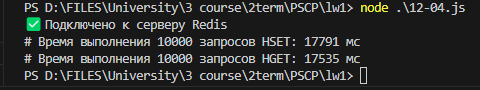 PS D:\FILES\University\3 course\2term\PSCP\lw1> node .\12-04.js
✅ Подключено к серверу Redis
# Время выполнения 10000 запросов HSET: 17791 мс
# Время выполнения 10000 запросов HGET: 17535 мс
PS D:\FILES\University\3 course\2term\PSCP\lw1>